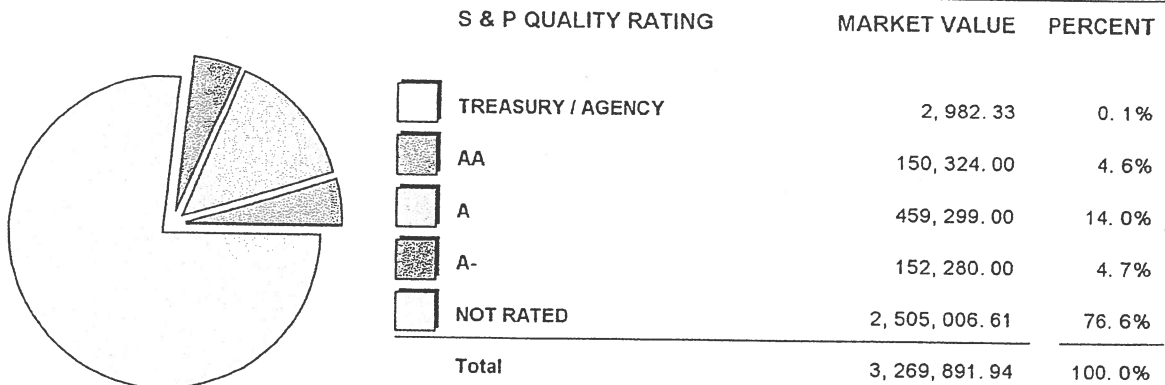 S & P QUALITY RATING MARKET VALUE PERCENT
TREASURY / AGENCY 2,982.33 0.1%
AA 150,324.00 4.6%
A 459,299.00 14.0%
A- 152,280.00 4.7%
NOT RATED 2,505,006.61 76.6%
Total 3,269,891.94 100.0%